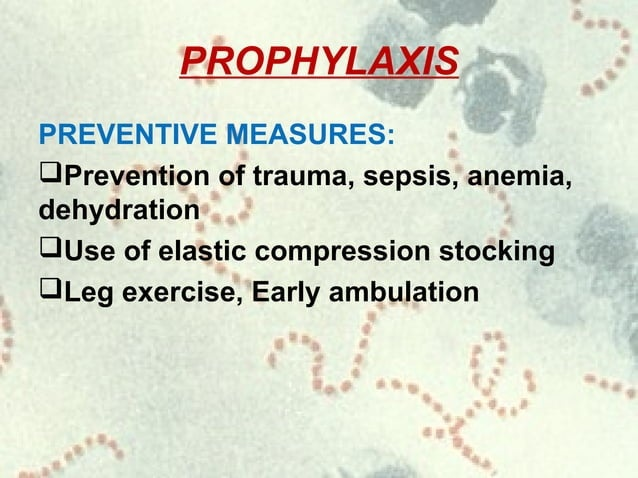 PROPHYLAXIS
PREVENTIVE MEASURES:
❑Prevention of trauma, sepsis, anemia,
dehydration
❑Use of elastic compression stocking
❑Leg exercise, Early ambulation